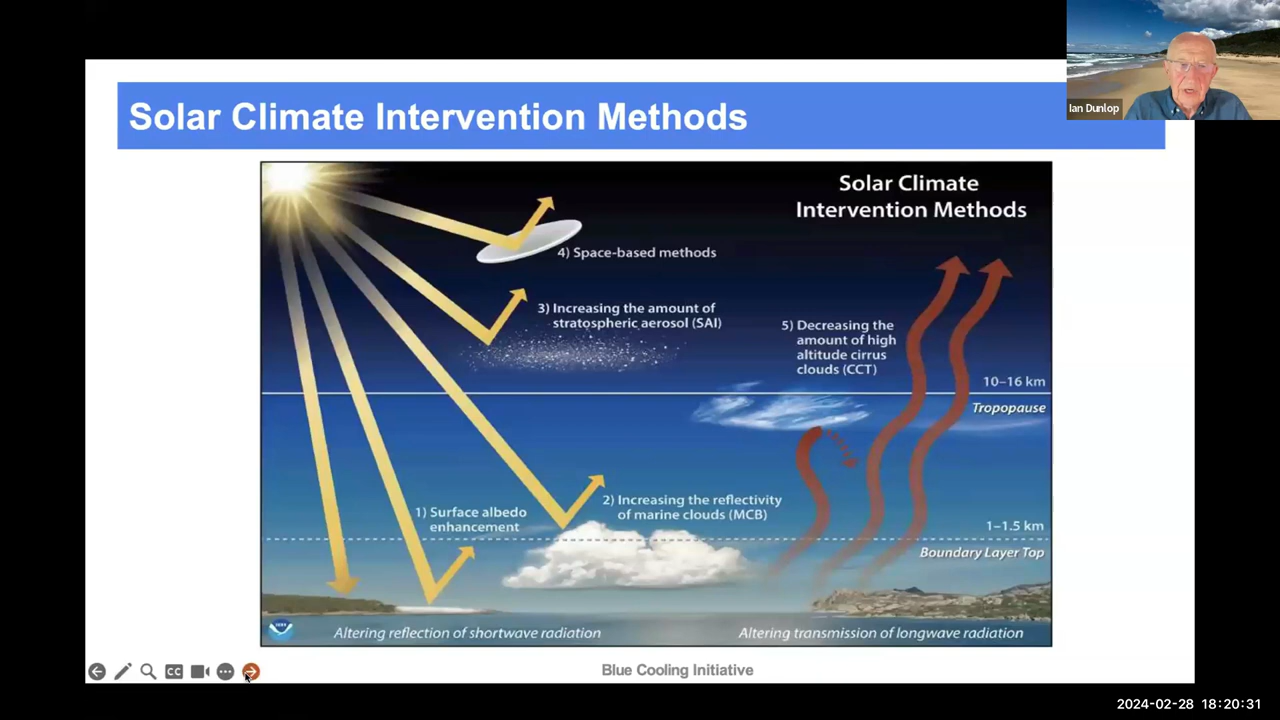 Ian Dunlop
Solar Climate Intervention Methods
Solar Climate
Intervention Methods
4) Space-based methods
3) Increasing the amount of
stratospheric aerosol (SAI)
5) Decreasing the
amount of high
altitude cirrus
clouds (CCT)
10–16 km
Tropopause
1) Surface albedo
enhancement
2) Increasing the reflectivity
of marine clouds (MCB)
1–1.5 km
Boundary Layer Top
Altering reflection of shortwave radiation
Altering transmission of longwave radiation
CC
Blue Cooling Initiative
2024-02-28 18:20:31